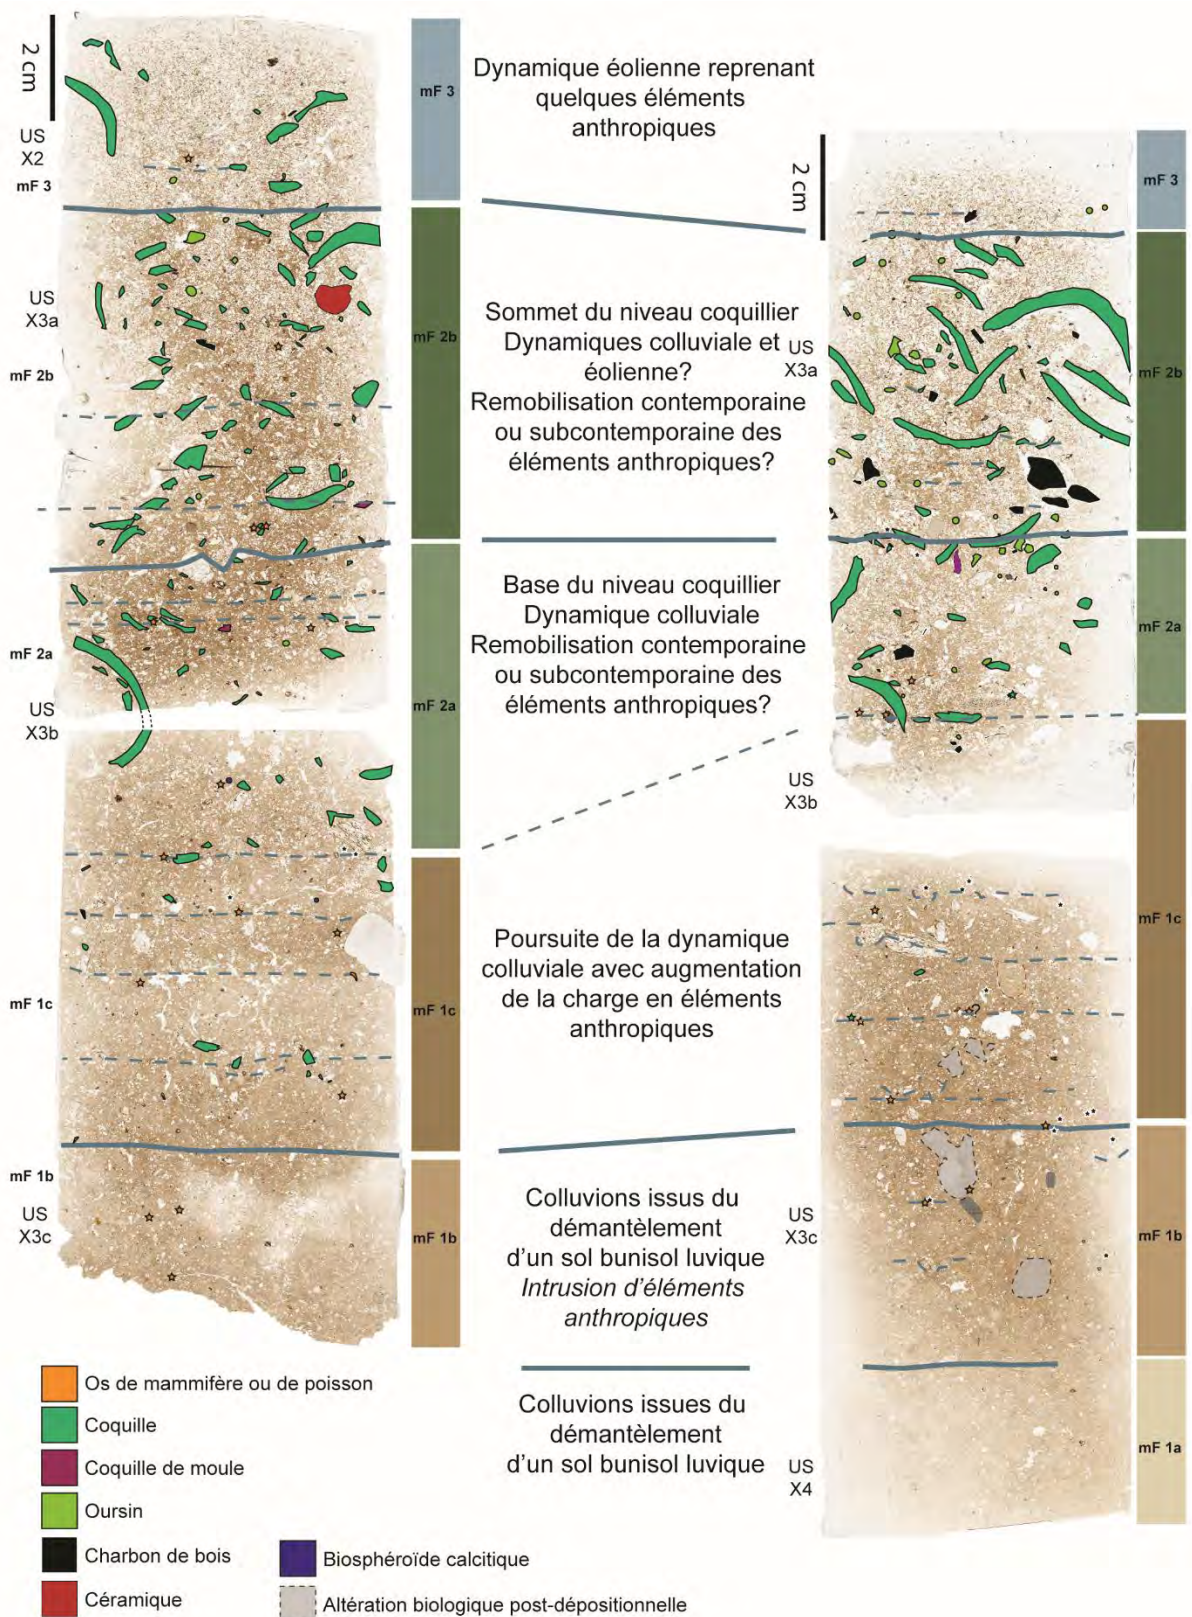 2 cm
US
X2
mF 3
US
X3a
mF 2b
mF 2a
US
X3b
mF 1c
mF 1b
US
X3c
mF 3
mF 2b
mF 2a
mF 1c
mF 1b
Dynamique éolienne reprenant
quelques éléments
anthropiques
Sommet du niveau coquillier
Dynamiques colluviale et
éolienne?
Remobilisation contemporaine
ou subcontemporaine des
éléments anthropiques?
Base du niveau coquillier
Dynamique colluviale
Remobilisation contemporaine
ou subcontemporaine des
éléments anthropiques?
Poursuite de la dynamique
colluviale avec augmentation
de la charge en éléments
anthropiques
Colluvions issus du
démantèlement
d'un sol bunisol luvique
Intrusion d'éléments
anthropiques
Colluvions issues du
démantèlement
d'un sol bunisol luvique
2 cm
US
X3a
US
X3b
?
US
X3c
US
X4
mF 3
mF 2b
mF 2a
mF 1c
mF 1b
mF 1a
Os de mammifère ou de poisson
Coquille
Coquille de moule
Oursin
Charbon de bois
Céramique
Biosphéroïde calcitique
Altération biologique post-dépositionnelle